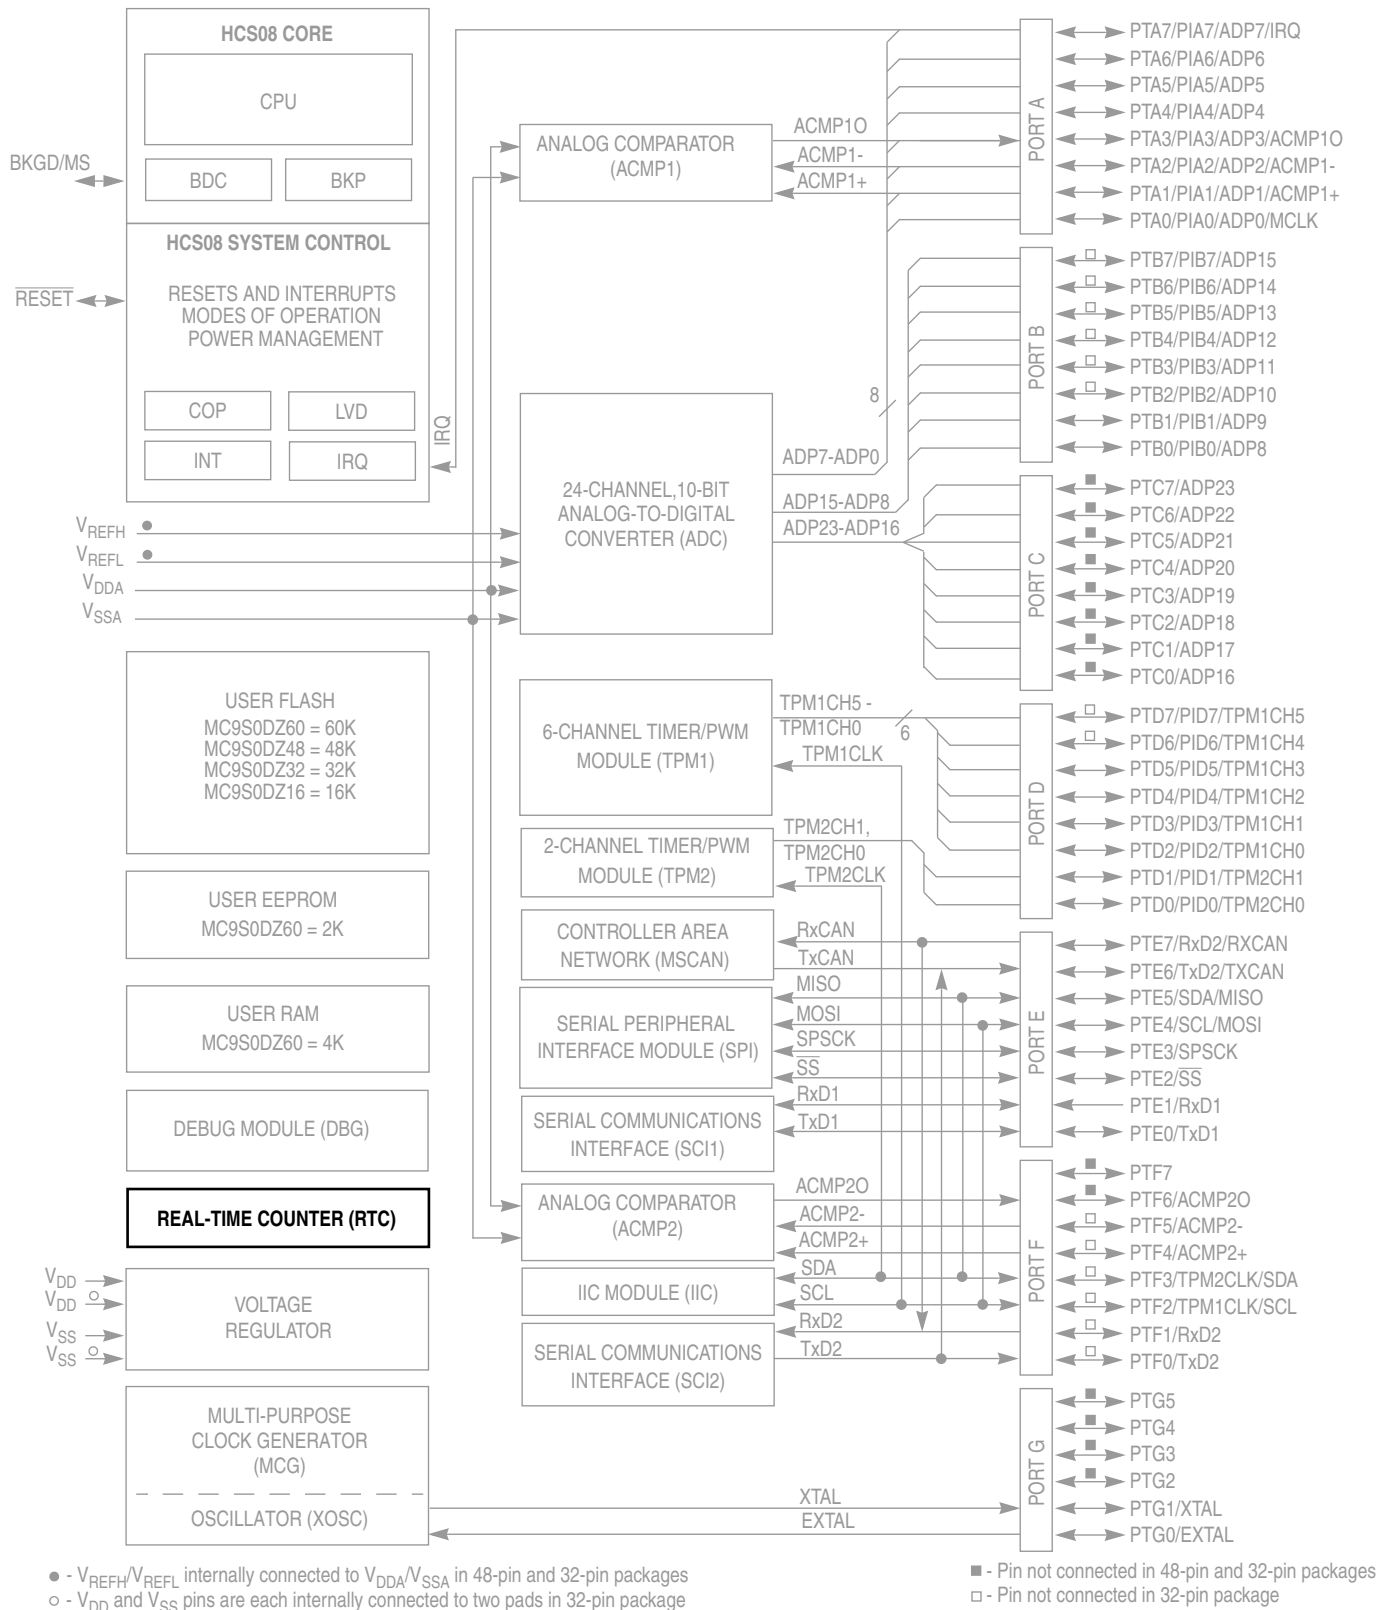 HCS08 CORE
CPU
BDC
BKP
BKGD/MS
HCS08 SYSTEM CONTROL
RESETS AND INTERRUPTS
MODES OF OPERATION
POWER MANAGEMENT
COP
LVD
INT
IRQ
RESET
IRQ
VREFH
VREFL
VDDA
VSSA
USER FLASH
MC9S0DZ60 = 60K
MC9S0DZ48 = 48K
MC9S0DZ32 = 32K
MC9S0DZ16 = 16K
USER EEPROM
MC9S0DZ60 = 2K
USER RAM
MC9S0DZ60 = 4K
DEBUG MODULE (DBG)
REAL-TIME COUNTER (RTC)
VDD
VDD
VSS
VSS
VOLTAGE
REGULATOR
MULTI-PURPOSE
CLOCK GENERATOR
(MCG)
OSCILLATOR (XOSC)
ANALOG COMPARATOR
(ACMP1)
ACMP1O
ACMP1-
ACMP1+
24-CHANNEL,10-BIT
ANALOG-TO-DIGITAL
CONVERTER (ADC)
8
ADP7-ADP0
ADP15-ADP8
ADP23-ADP16
6-CHANNEL TIMER/PWM
MODULE (TPM1)
TPM1CH5 -
TPM1CH0
6
TPM1CLK
2-CHANNEL TIMER/PWM
MODULE (TPM2)
TPM2CH1,
TPM2CH0
TPM2CLK
CONTROLLER AREA
NETWORK (MSCAN)
RxCAN
TxCAN
SERIAL PERIPHERAL
INTERFACE MODULE (SPI)
MISO
MOSI
SPSCK
SS
SERIAL COMMUNICATIONS
INTERFACE (SCI1)
RxD1
TxD1
ANALOG COMPARATOR
(ACMP2)
ACMP2O
ACMP2-
ACMP2+
IIC MODULE (IIC)
SDA
SCL
SERIAL COMMUNICATIONS
INTERFACE (SCI2)
RxD2
TxD2
XTAL
EXTAL
PORT A
PTA7/PIA7/ADP7/IRQ
PTA6/PIA6/ADP6
PTA5/PIA5/ADP5
PTA4/PIA4/ADP4
PTA3/PIA3/ADP3/ACMP1O
PTA2/PIA2/ADP2/ACMP1-
PTA1/PIA1/ADP1/ACMP1+
PTA0/PIA0/ADP0/MCLK
PORT B
PTB7/PIB7/ADP15
PTB6/PIB6/ADP14
PTB5/PIB5/ADP13
PTB4/PIB4/ADP12
PTB3/PIB3/ADP11
PTB2/PIB2/ADP10
PTB1/PIB1/ADP9
PTB0/PIB0/ADP8
PORT C
PTC7/ADP23
PTC6/ADP22
PTC5/ADP21
PTC4/ADP20
PTC3/ADP19
PTC2/ADP18
PTC1/ADP17
PTC0/ADP16
PORT D
PTD7/PID7/TPM1CH5
PTD6/PID6/TPM1CH4
PTD5/PID5/TPM1CH3
PTD4/PID4/TPM1CH2
PTD3/PID3/TPM1CH1
PTD2/PID2/TPM1CH0
PTD1/PID1/TPM2CH1
PTD0/PID0/TPM2CH0
PORT E
PTE7/RxD2/RXCAN
PTE6/TxD2/TXCAN
PTE5/SDA/MISO
PTE4/SCL/MOSI
PTE3/SPSCK
PTE2/SS
PTE1/RxD1
PTE0/TxD1
PORT F
PTF7
PTF6/ACMP2O
PTF5/ACMP2-
PTF4/ACMP2+
PTF3/TPM2CLK/SDA
PTF2/TPM1CLK/SCL
PTF1/RxD2
PTF0/TxD2
PORT G
PTG5
PTG4
PTG3
PTG2
PTG1/XTAL
PTG0/EXTAL
● - VREFH/VREFL internally connected to VDDA/VSSA in 48-pin and 32-pin packages
○ - VDD and VSS pins are each internally connected to two pads in 32-pin package
■ - Pin not connected in 48-pin and 32-pin packages
□ - Pin not connected in 32-pin package